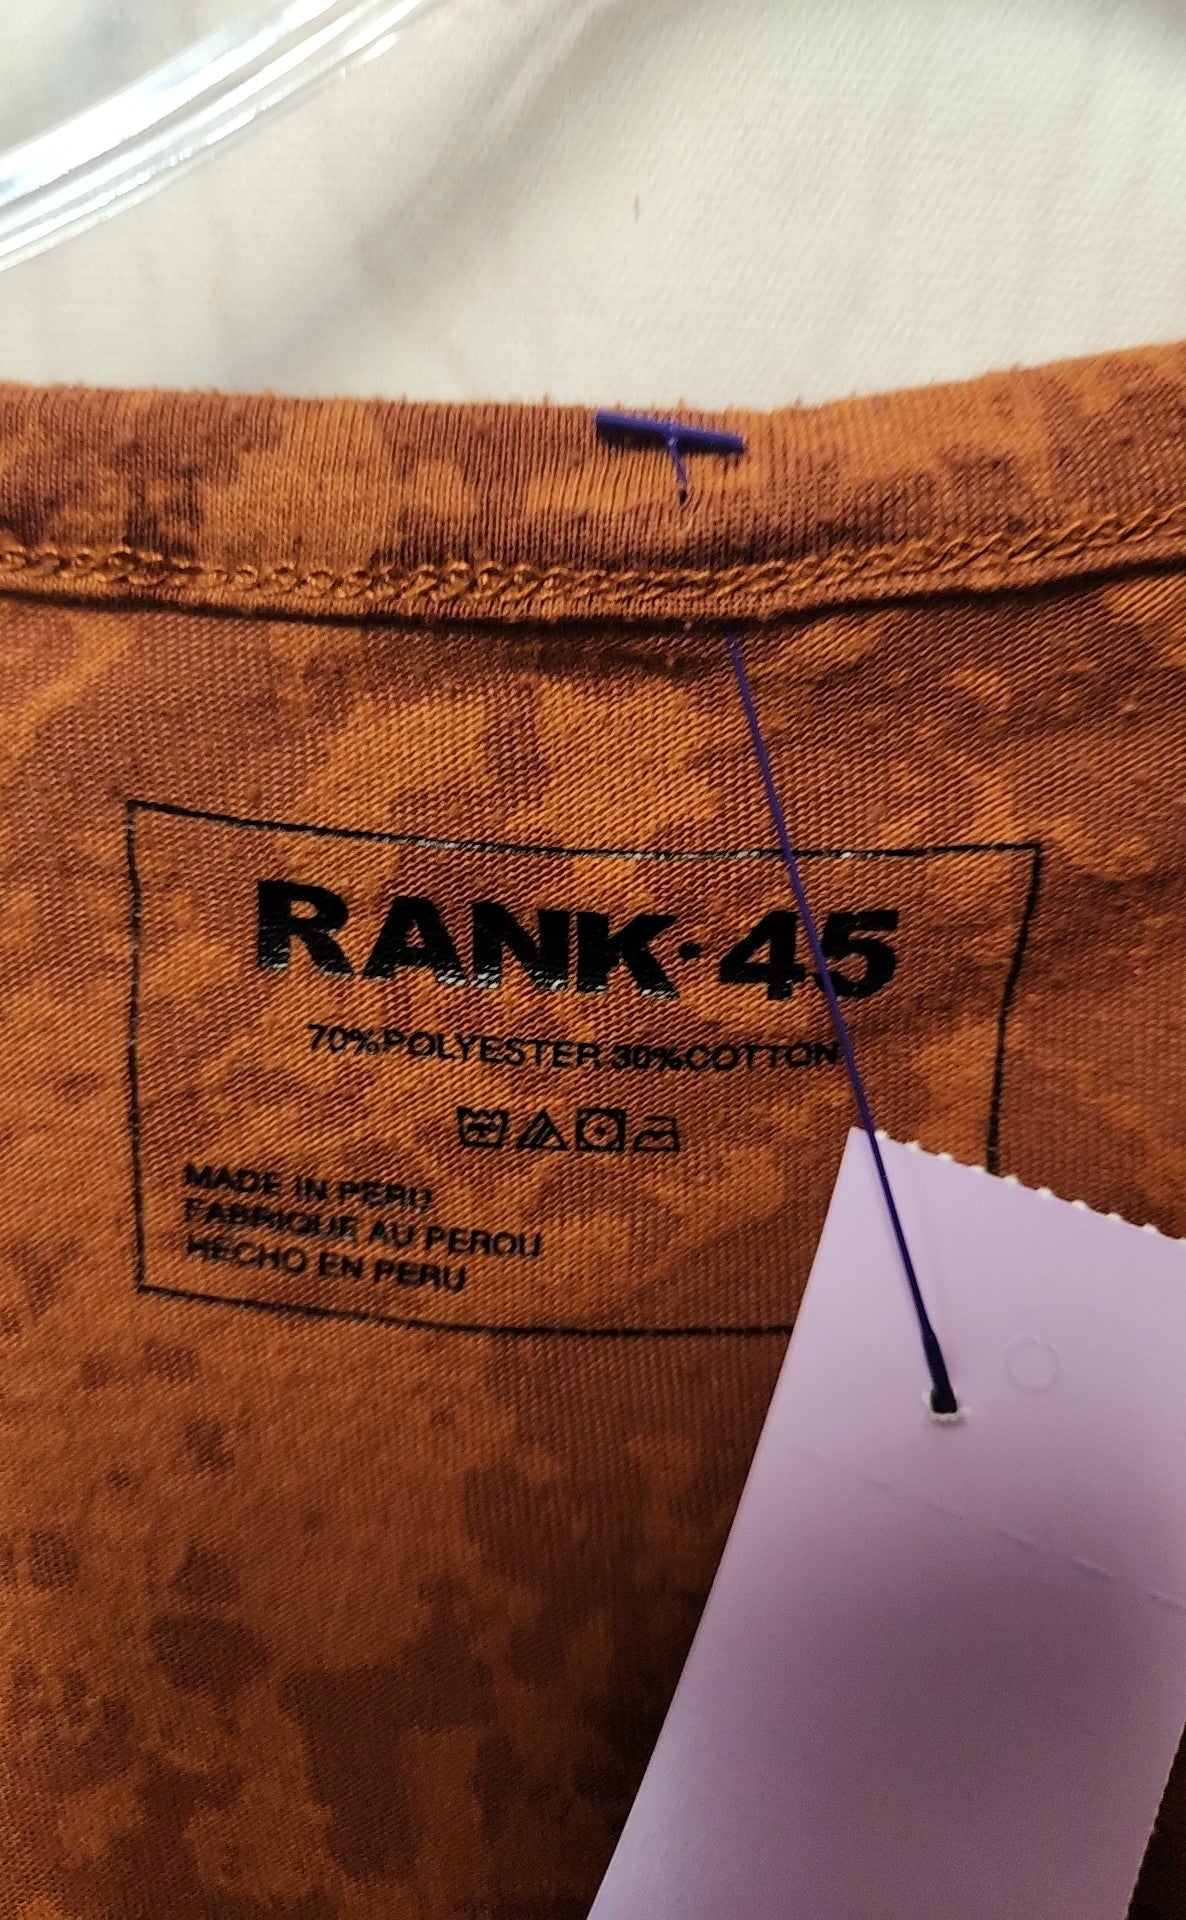 RANK·45
70%POLYESTER 30%COTTON
MADE IN PERU
FABRIQUE AU PEROU
HECHO EN PERU